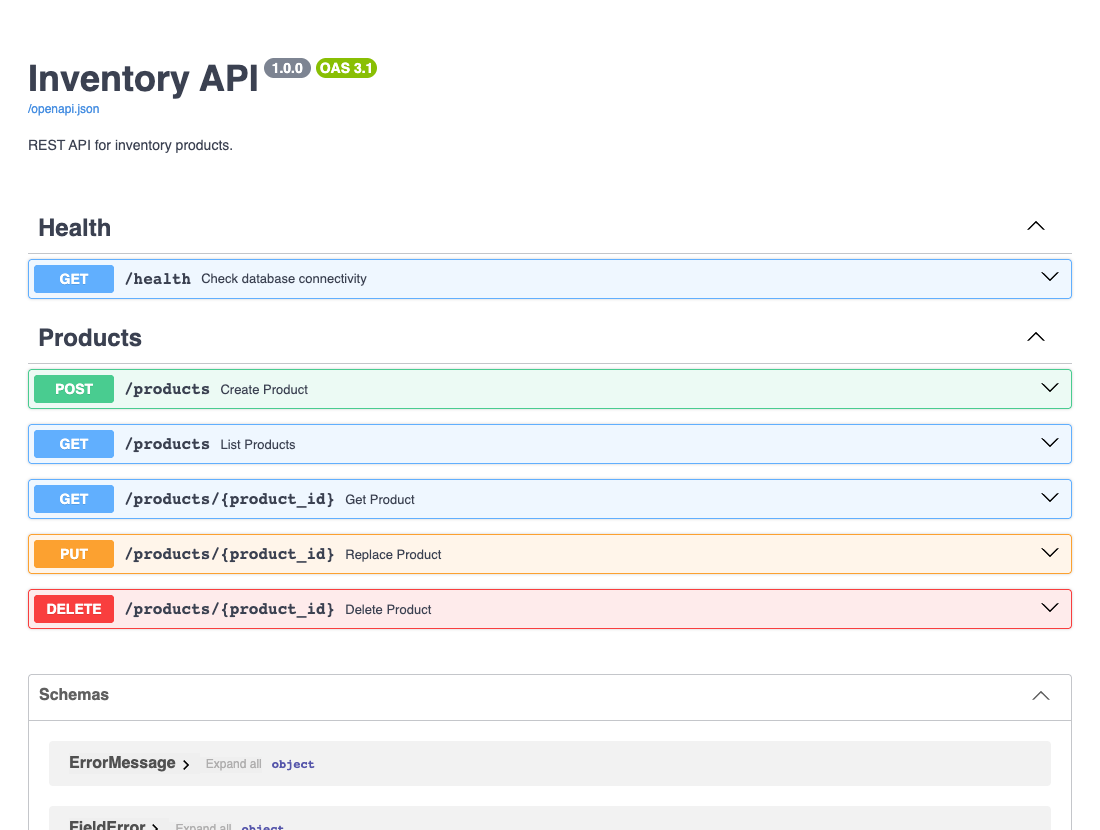 Inventory API 1.0.0 OAS 3.1
/openapi.json
REST API for inventory products.
Health
GET /health Check database connectivity
Products
POST /products Create Product
GET /products List Products
GET /products/{product_id} Get Product
PUT /products/{product_id} Replace Product
DELETE /products/{product_id} Delete Product
Schemas
ErrorMessage Expand all object
FieldError Expand all object